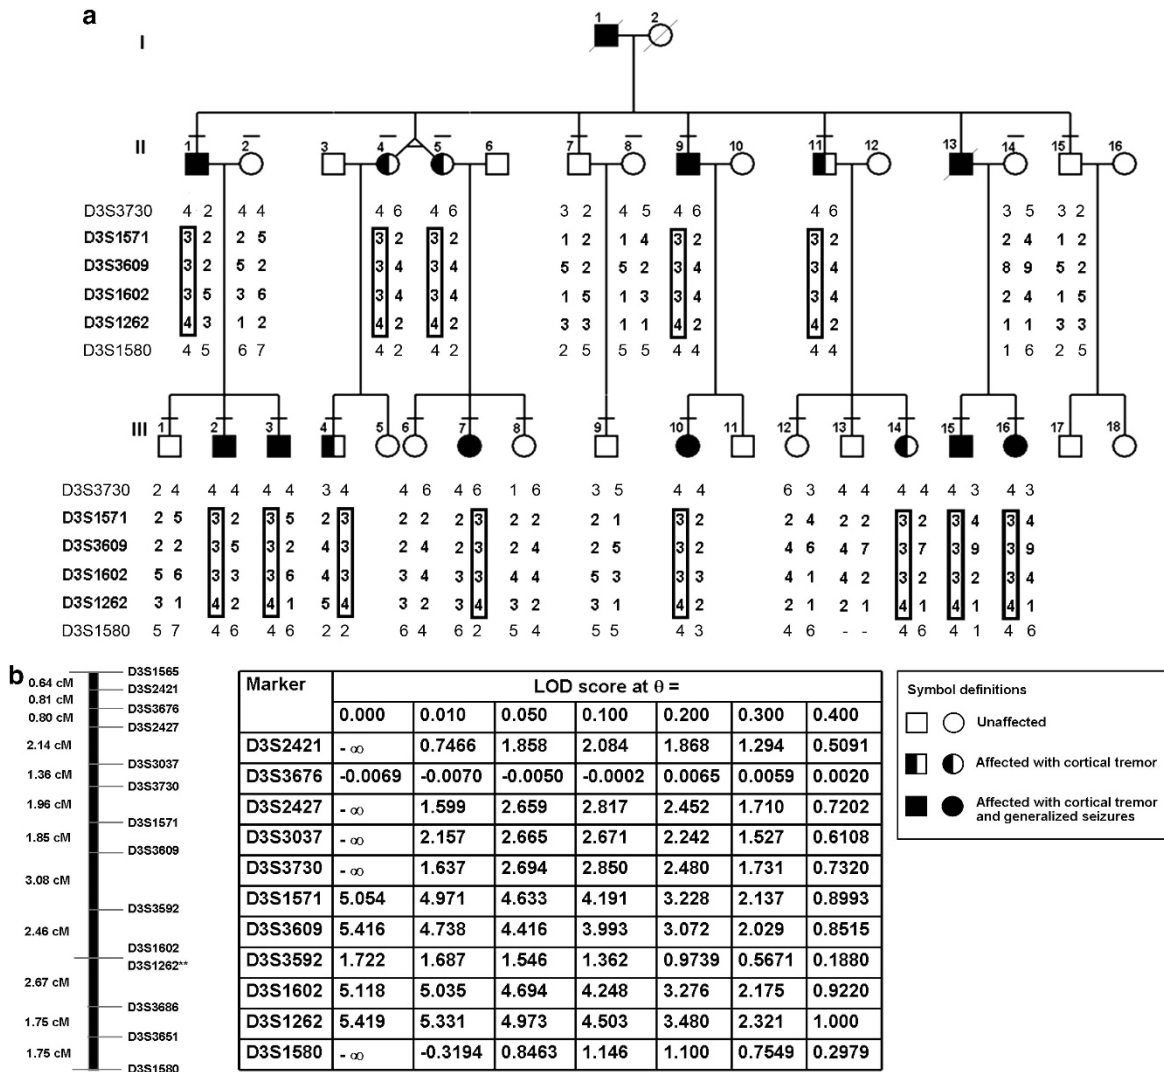 a
I
1 2
II
1 2 3 4 5 6 7 8 9 10 11 12 13 14 15 16
D3S3730 4 2 4 4 4 6 4 6 3 2 4 5 4 6 4 6 3 5 3 2
D3S1571 3 2 2 5 3 2 3 2 1 2 1 4 3 2 3 2 2 4 1 2
D3S3609 3 2 5 2 3 4 3 4 5 2 5 2 3 4 3 4 8 9 5 2
D3S1602 3 5 3 6 3 4 3 4 1 5 1 3 3 4 3 4 2 4 1 5
D3S1262 4 3 1 2 4 2 4 2 3 3 1 1 4 2 4 2 1 1 3 3
D3S1580 4 5 6 7 4 2 4 2 2 5 5 5 4 4 4 4 1 6 2 5
III
1 2 3 4 5 6 7 8 9 10 11 12 13 14 15 16 17 18
D3S3730 2 4 4 4 4 4 3 4 4 6 4 6 1 6 3 5 4 4 6 3 4 4 4 4 4 3 4 3
D3S1571 2 5 3 2 3 5 2 3 2 2 2 3 2 2 2 1 3 2 2 4 2 2 3 2 3 4 3 4
D3S3609 2 2 3 5 3 2 4 3 2 4 2 3 2 4 2 5 3 2 4 6 4 7 3 7 3 9 3 9
D3S1602 5 6 3 3 3 6 4 3 3 4 3 3 4 4 5 3 3 3 4 1 4 2 3 2 3 2 3 4
D3S1262 3 1 4 2 4 1 5 4 3 2 3 4 3 2 3 1 4 2 2 1 2 1 4 1 4 1 4 1
D3S1580 5 7 4 6 4 6 2 2 6 4 6 2 5 4 5 5 4 3 4 6 - - 4 6 4 1 4 6
b
0.64 cM
0.81 cM
0.80 cM
2.14 cM
1.36 cM
1.96 cM
1.85 cM
3.08 cM
2.46 cM
2.67 cM
1.75 cM
1.75 cM
D3S1565
D3S2421
D3S3676
D3S2427
D3S3037
D3S3730
D3S1571
D3S3609
D3S3592
D3S1602
D3S1262**
D3S3686
D3S3651
D3S1580
Marker LOD score at θ =
0.000 0.010 0.050 0.100 0.200 0.300 0.400
D3S2421 - ∞ 0.7466 1.858 2.084 1.868 1.294 0.5091
D3S3676 -0.0069 -0.0070 -0.0050 -0.0002 0.0065 0.0059 0.0020
D3S2427 - ∞ 1.599 2.659 2.817 2.452 1.710 0.7202
D3S3037 - ∞ 2.157 2.665 2.671 2.242 1.527 0.6108
D3S3730 - ∞ 1.637 2.694 2.850 2.480 1.731 0.7320
D3S1571 5.054 4.971 4.633 4.191 3.228 2.137 0.8993
D3S3609 5.416 4.738 4.416 3.993 3.072 2.029 0.8515
D3S3592 1.722 1.687 1.546 1.362 0.9739 0.5671 0.1880
D3S1602 5.118 5.035 4.694 4.248 3.276 2.175 0.9220
D3S1262 5.419 5.331 4.973 4.503 3.480 2.321 1.000
D3S1580 - ∞ -0.3194 0.8463 1.146 1.100 0.7549 0.2979
Symbol definitions
Unaffected
Affected with cortical tremor
Affected with cortical tremor
and generalized seizures